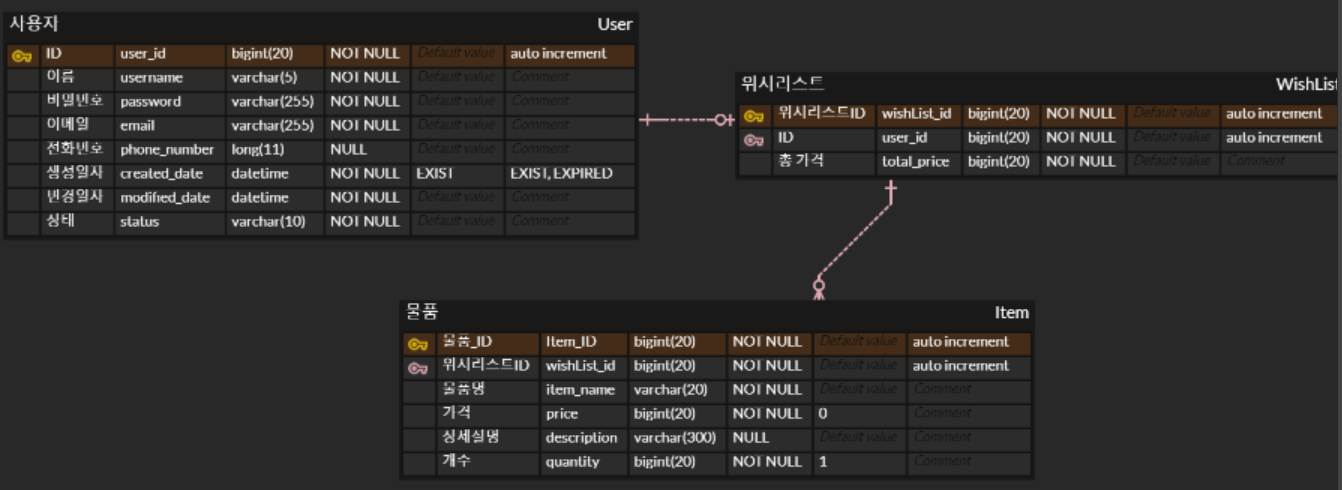 사용자 User
ID user_id bigint(20) NOT NULL Default value auto increment
이름 username varchar(5) NOT NULL Default value Comment
비밀번호 password varchar(255) NOT NULL Default value Comment
이메일 email varchar(255) NOT NULL Default value Comment
전화번호 phone_number long(11) NULL Default value Comment
생성일자 created_date datetime NOT NULL EXIST EXIST, EXPIRED
변경일자 modified_date datetime NOT NULL Default value Comment
상태 status varchar(10) NOT NULL Default value Comment
위시리스트 WishList
위시리스트ID wishList_id bigint(20) NOT NULL Default value auto increment
ID user_id bigint(20) NOT NULL Default value auto increment
총 가격 total_price bigint(20) NOT NULL Default value Comment
물품 Item
물품_ID Item_ID bigint(20) NOT NULL Default value auto increment
위시리스트ID wishList_id bigint(20) NOT NULL Default value auto increment
물품명 item_name varchar(20) NOT NULL Default value Comment
가격 price bigint(20) NOT NULL 0 Comment
상세설명 description varchar(300) NULL Default value Comment
개수 quantity bigint(20) NOT NULL 1 Comment